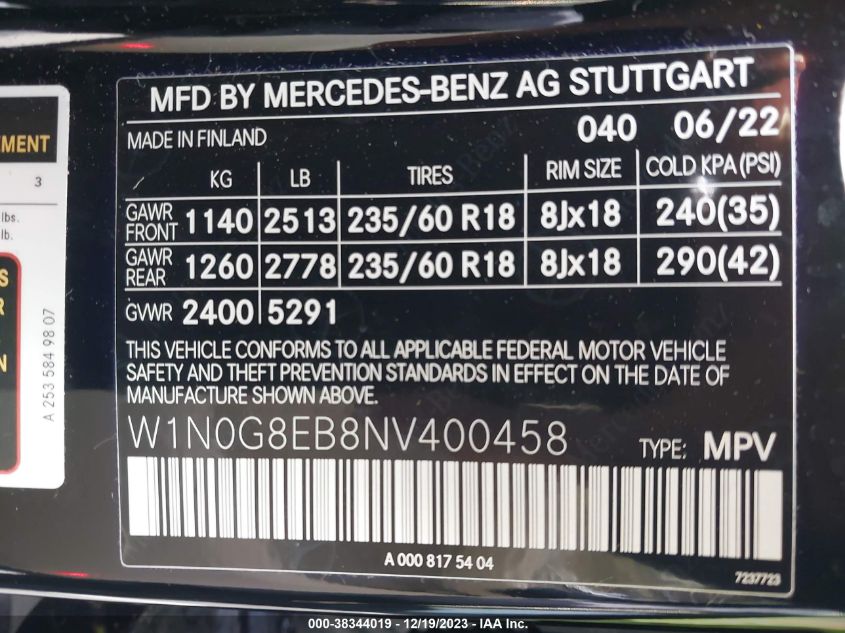 MFD BY MERCEDES-BENZ AG STUTTGART
MADE IN FINLAND 040 06/22
KG LB TIRES RIM SIZE COLD KPA (PSI)
GAWR FRONT 1140 2513 235/60 R18 8Jx18 240(35)
GAWR REAR 1260 2778 235/60 R18 8Jx18 290(42)
GVWR 2400 5291
THIS VEHICLE CONFORMS TO ALL APPLICABLE FEDERAL MOTOR VEHICLE
SAFETY AND THEFT PREVENTION STANDARDS IN EFFECT ON THE DATE OF
MANUFACTURE SHOWN ABOVE.
W1N0G8EB8NV400458 TYPE: MPV
A 000 817 54 04
7237723
3
lbs.
lb.
A 253 584 98 07
000-38344019 - 12/19/2023 - IAA Inc.